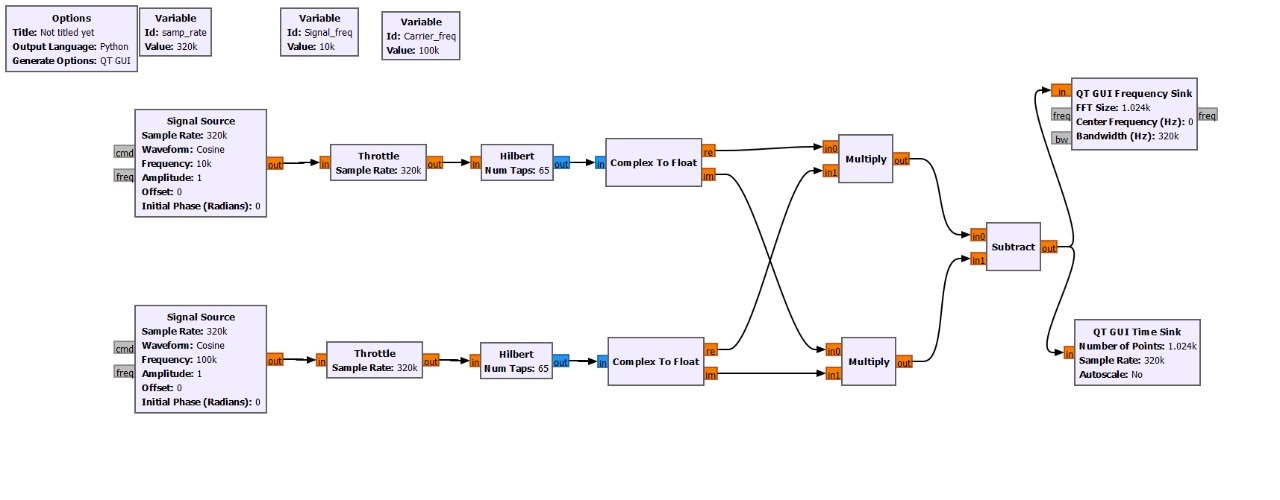 Options
Title: Not titled yet
Output Language: Python
Generate Options: QT GUI
Variable
Id: samp_rate
Value: 320k
Variable
Id: Signal_freq
Value: 10k
Variable
Id: Carrier_freq
Value: 100k
Signal Source
Sample Rate: 320k
Waveform: Cosine
Frequency: 10k
Amplitude: 1
Offset: 0
Initial Phase (Radians): 0
cmd
freq
out
in
Throttle
Sample Rate: 320k
out
in
Hilbert
Num Taps: 65
out
in
Complex To Float
re
im
in0
in1
Multiply
out
in0
in1
Subtract
out
in
freq
bw
QT GUI Frequency Sink
FFT Size: 1.024k
Center Frequency (Hz): 0
Bandwidth (Hz): 320k
freq
Signal Source
Sample Rate: 320k
Waveform: Cosine
Frequency: 100k
Amplitude: 1
Offset: 0
Initial Phase (Radians): 0
cmd
freq
out
in
Throttle
Sample Rate: 320k
out
in
Hilbert
Num Taps: 65
out
in
Complex To Float
re
im
in0
in1
Multiply
out
in
QT GUI Time Sink
Number of Points: 1.024k
Sample Rate: 320k
Autoscale: No